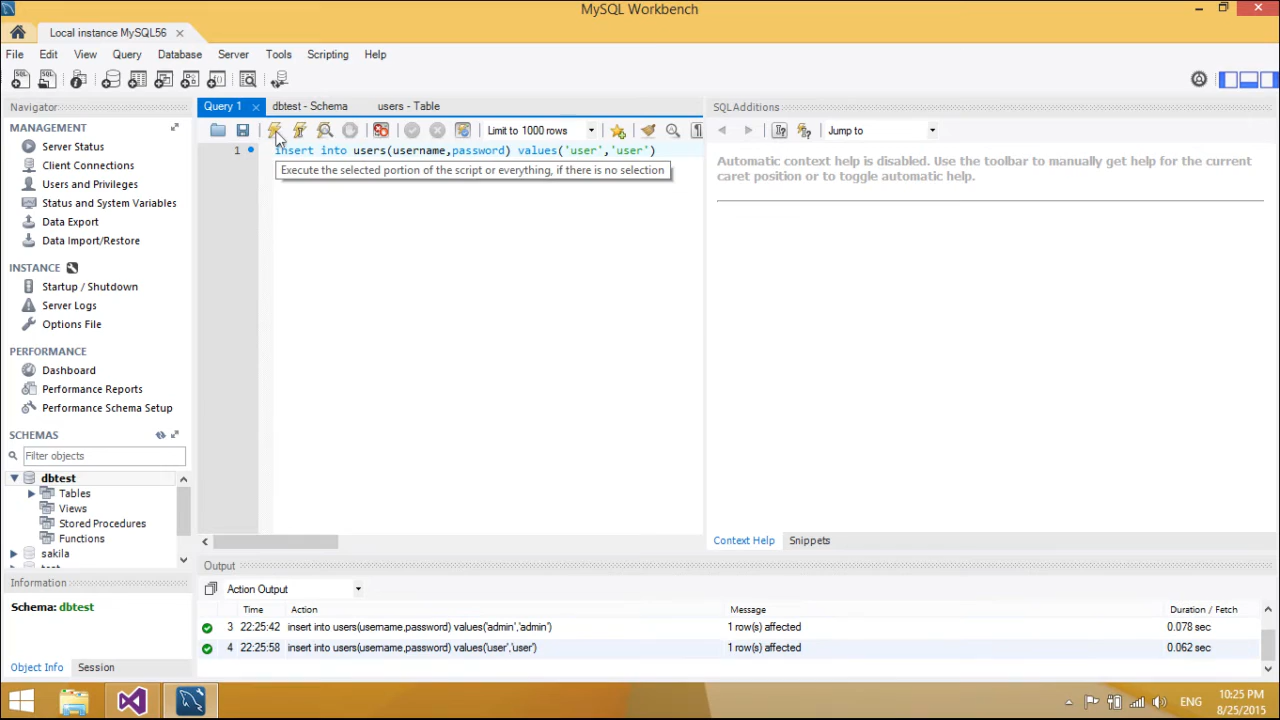 MySQL Workbench
Local instance MySQL56
File Edit View Query Database Server Tools Scripting Help
Navigator
MANAGEMENT
Server Status
Client Connections
Users and Privileges
Status and System Variables
Data Export
Data Import/Restore
INSTANCE
Startup / Shutdown
Server Logs
Options File
PERFORMANCE
Dashboard
Performance Reports
Performance Schema Setup
SCHEMAS
Filter objects
dbtest
Tables
Views
Stored Procedures
Functions
sakila
Information
Schema: dbtest
Object Info Session
Query 1 dbtest - Schema users - Table
Limit to 1000 rows
1 insert into users(username,password) values('user','user')
Execute the selected portion of the script or everything, if there is no selection
SQLAdditions
Jump to
Automatic context help is disabled. Use the toolbar to manually get help for the current
caret position or to toggle automatic help.
Context Help Snippets
Output
Action Output
Time Action Message Duration / Fetch
3 22:25:42 insert into users(username,password) values('admin','admin') 1 row(s) affected 0.078 sec
4 22:25:58 insert into users(username,password) values('user','user') 1 row(s) affected 0.062 sec
ENG
10:25 PM
8/25/2015